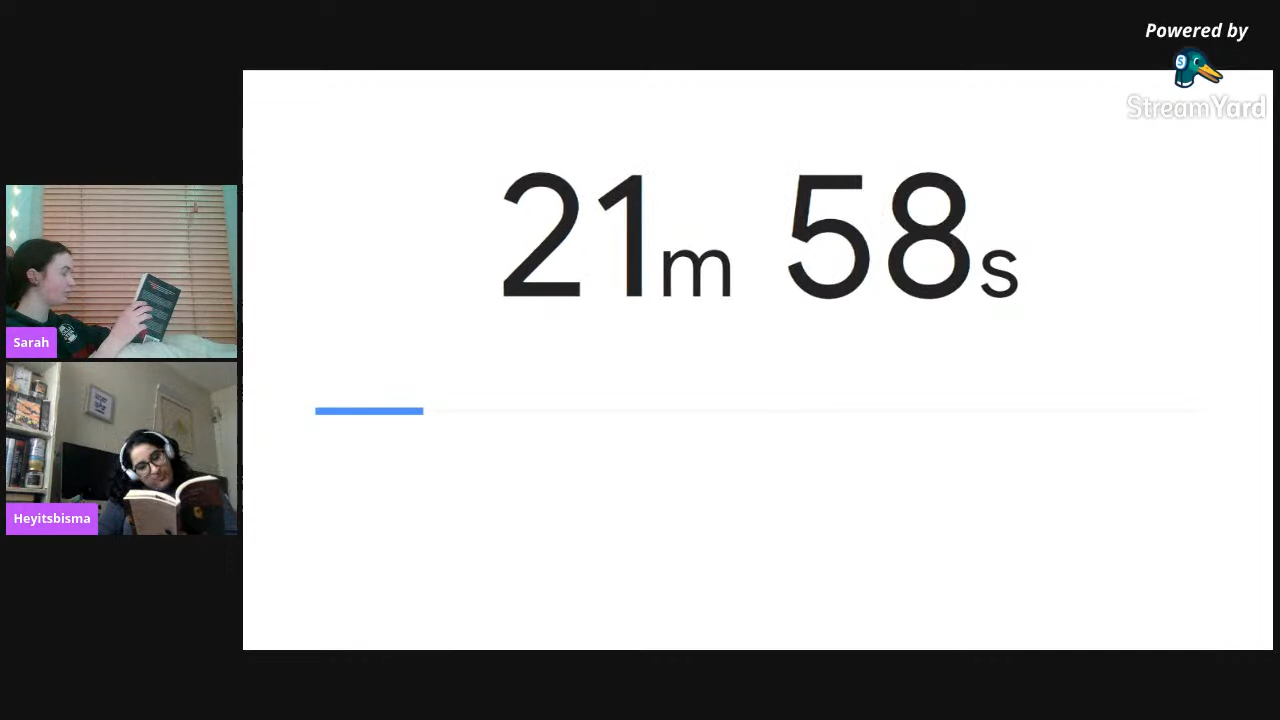 Powered by
S
StreamYard
21m 58s
Sarah
Heyitsbisma